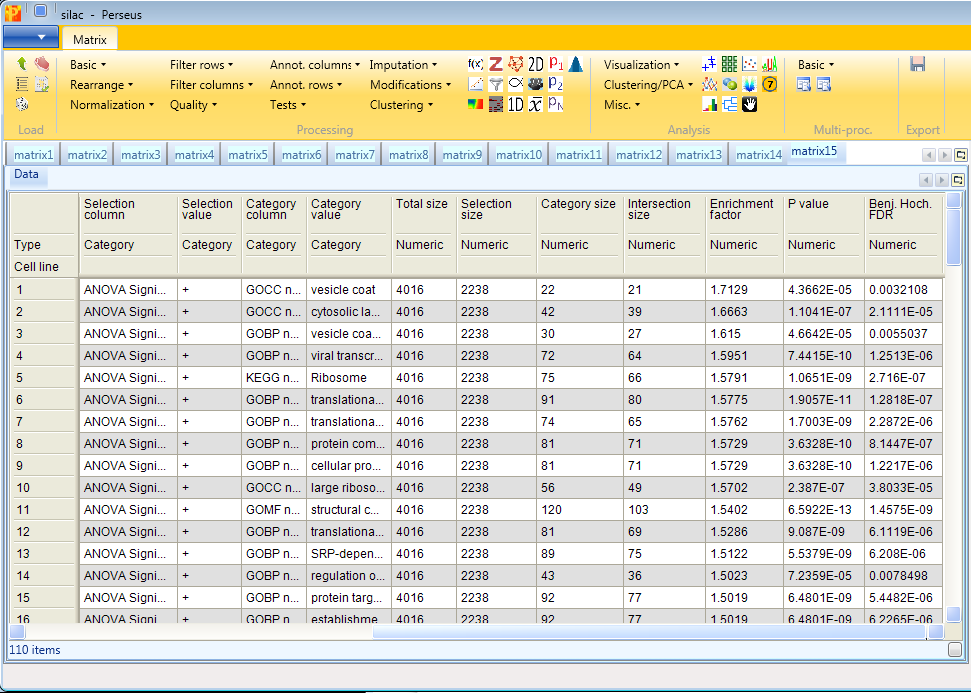 silac - Perseus
Matrix
Basic Filter rows Annot. columns Imputation f(x) Z 2D P1 Visualization Basic
Rearrange Filter columns Annot. rows Modifications P2 Clustering/PCA 7
Normalization Quality Tests Clustering 1D x PN Misc.
Load Processing Analysis Multi-proc. Export
matrix1 matrix2 matrix3 matrix4 matrix5 matrix6 matrix7 matrix8 matrix9 matrix10 matrix11 matrix12 matrix13 matrix14 matrix15
Data
Selection column Selection value Category column Category value Total size Selection size Category size Intersection size Enrichment factor P value Benj. Hoch. FDR
Type Category Category Category Category Numeric Numeric Numeric Numeric Numeric Numeric Numeric
Cell line
1 ANOVA Signi... + GOCC n... vesicle coat 4016 2238 22 21 1.7129 4.3662E-05 0.0032108
2 ANOVA Signi... + GOCC n... cytosolic la... 4016 2238 42 39 1.6663 1.1041E-07 2.1111E-05
3 ANOVA Signi... + GOBP n... vesicle coa... 4016 2238 30 27 1.615 4.6642E-05 0.0055037
4 ANOVA Signi... + GOBP n... viral transcr... 4016 2238 72 64 1.5951 7.4415E-10 1.2513E-06
5 ANOVA Signi... + KEGG n... Ribosome 4016 2238 75 66 1.5791 1.0651E-09 2.716E-07
6 ANOVA Signi... + GOBP n... translationa... 4016 2238 91 80 1.5775 1.9057E-11 1.2818E-07
7 ANOVA Signi... + GOBP n... translationa... 4016 2238 74 65 1.5762 1.7003E-09 2.2872E-06
8 ANOVA Signi... + GOBP n... protein com... 4016 2238 81 71 1.5729 3.6328E-10 8.1447E-07
9 ANOVA Signi... + GOBP n... cellular pro... 4016 2238 81 71 1.5729 3.6328E-10 1.2217E-06
10 ANOVA Signi... + GOCC n... large riboso... 4016 2238 56 49 1.5702 2.387E-07 3.8033E-05
11 ANOVA Signi... + GOMF n... structural c... 4016 2238 120 103 1.5402 6.5922E-13 1.4575E-09
12 ANOVA Signi... + GOBP n... translationa... 4016 2238 81 69 1.5286 9.087E-09 6.1119E-06
13 ANOVA Signi... + GOBP n... SRP-depen... 4016 2238 89 75 1.5122 5.5379E-09 6.208E-06
14 ANOVA Signi... + GOBP n... regulation o... 4016 2238 43 36 1.5023 7.2359E-05 0.0078498
15 ANOVA Signi... + GOBP n... protein targ... 4016 2238 92 77 1.5019 6.4801E-09 5.4482E-06
16 ANOVA Signi... + GOBP n... establishme 4016 2238 92 77 1.5019 6.4801E-09 6.2265E-06
110 items